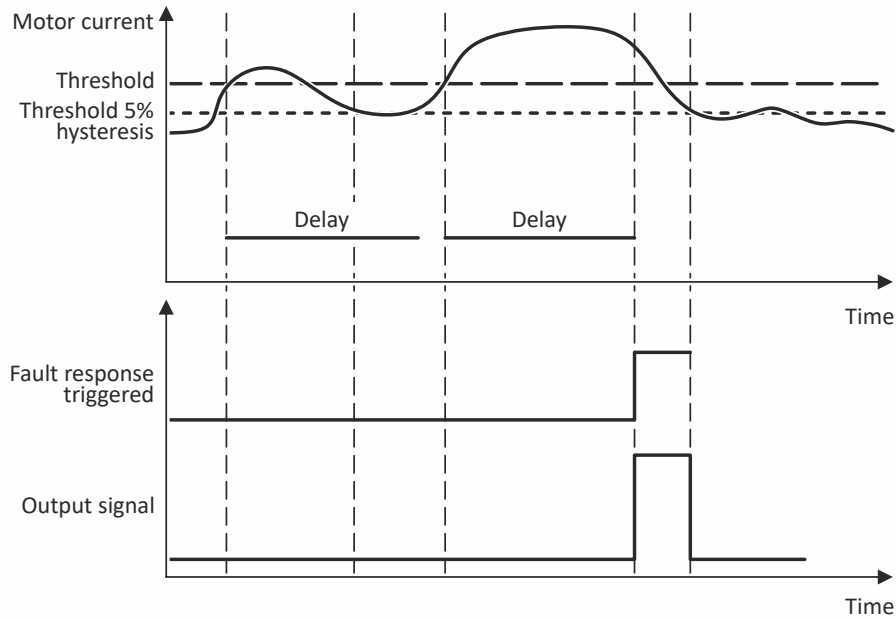 Motor current
Threshold
Threshold 5%
hysteresis
Delay
Delay
Time
Fault response
triggered
Output signal
Time